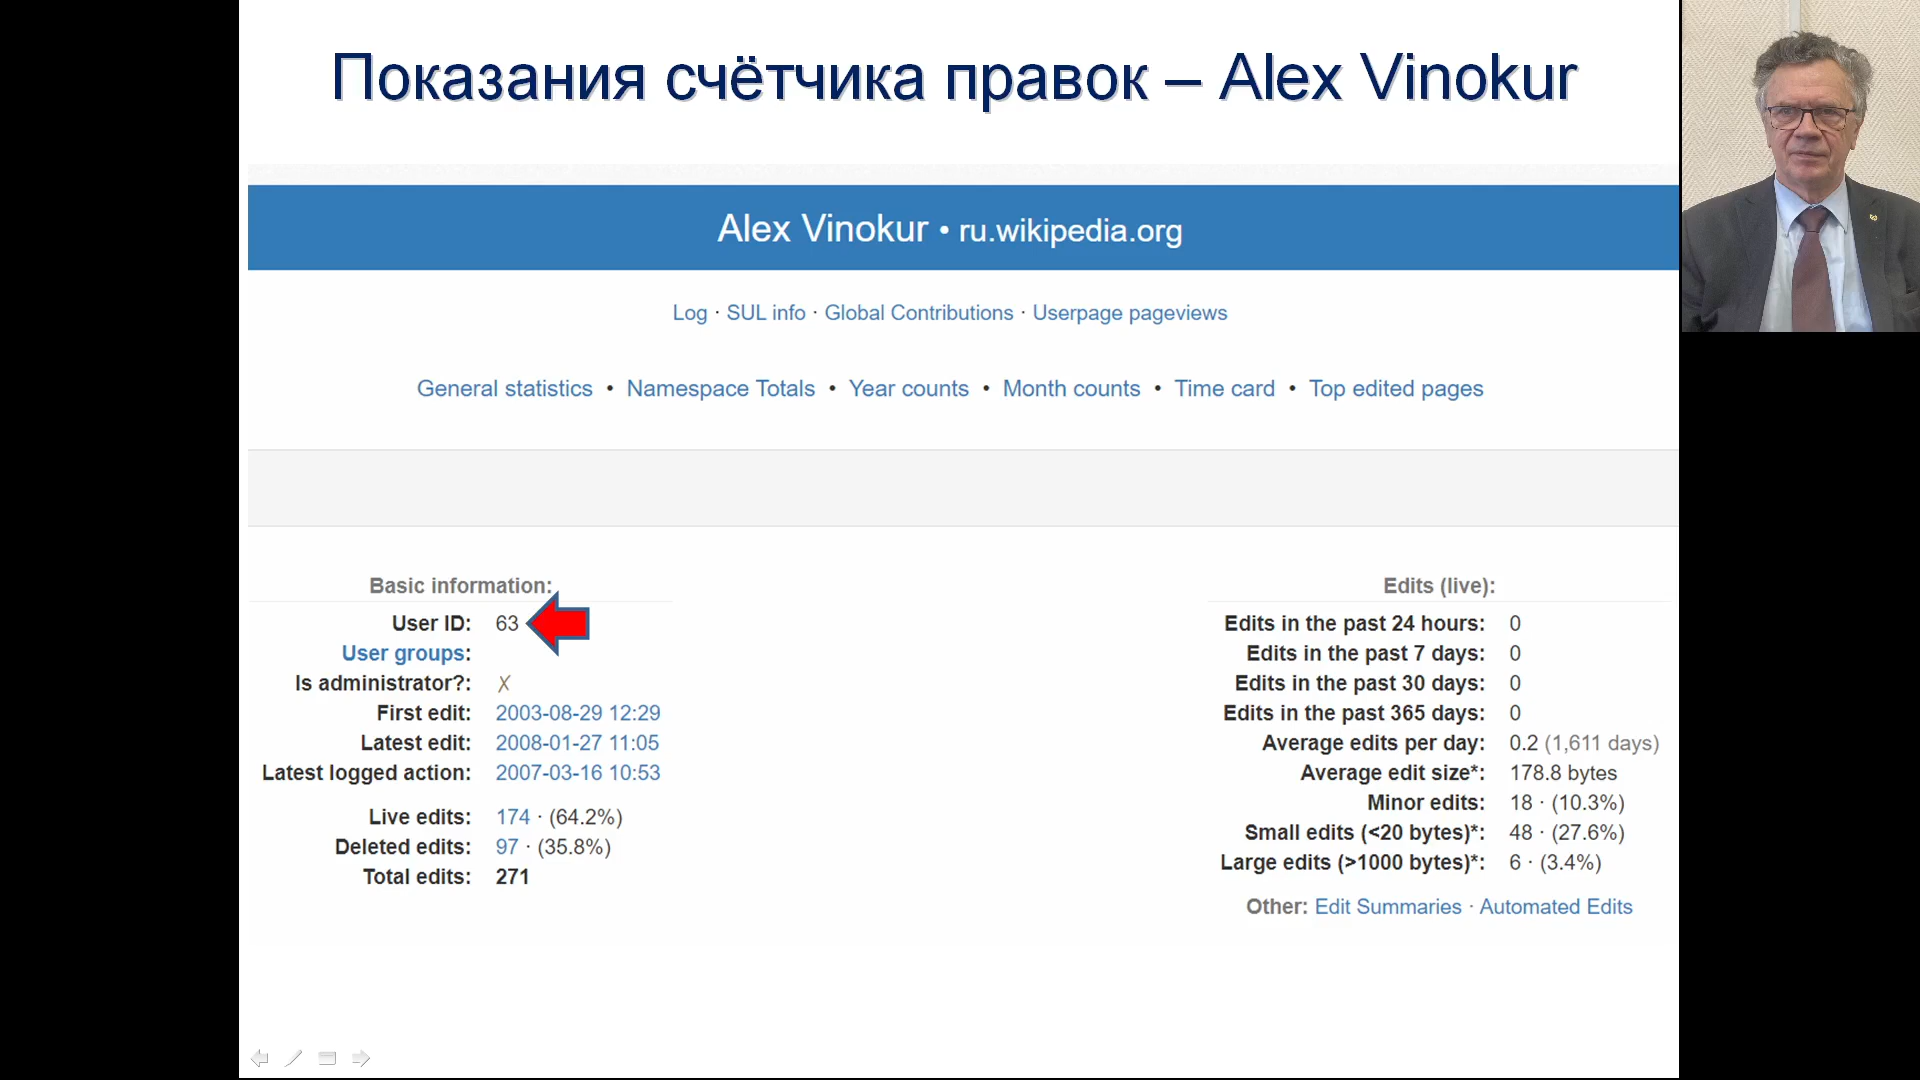 Показания счётчика правок – Alex Vinokur
Alex Vinokur • ru.wikipedia.org
Log · SUL info · Global Contributions · Userpage pageviews
General statistics • Namespace Totals • Year counts • Month counts • Time card • Top edited pages
Basic information:
User ID: 63
User groups:
Is administrator?: ✗
First edit: 2003-08-29 12:29
Latest edit: 2008-01-27 11:05
Latest logged action: 2007-03-16 10:53
Live edits: 174 · (64.2%)
Deleted edits: 97 · (35.8%)
Total edits: 271
Edits (live):
Edits in the past 24 hours: 0
Edits in the past 7 days: 0
Edits in the past 30 days: 0
Edits in the past 365 days: 0
Average edits per day: 0.2 (1,611 days)
Average edit size*: 178.8 bytes
Minor edits: 18 · (10.3%)
Small edits (<20 bytes)*: 48 · (27.6%)
Large edits (>1000 bytes)*: 6 · (3.4%)
Other: Edit Summaries · Automated Edits